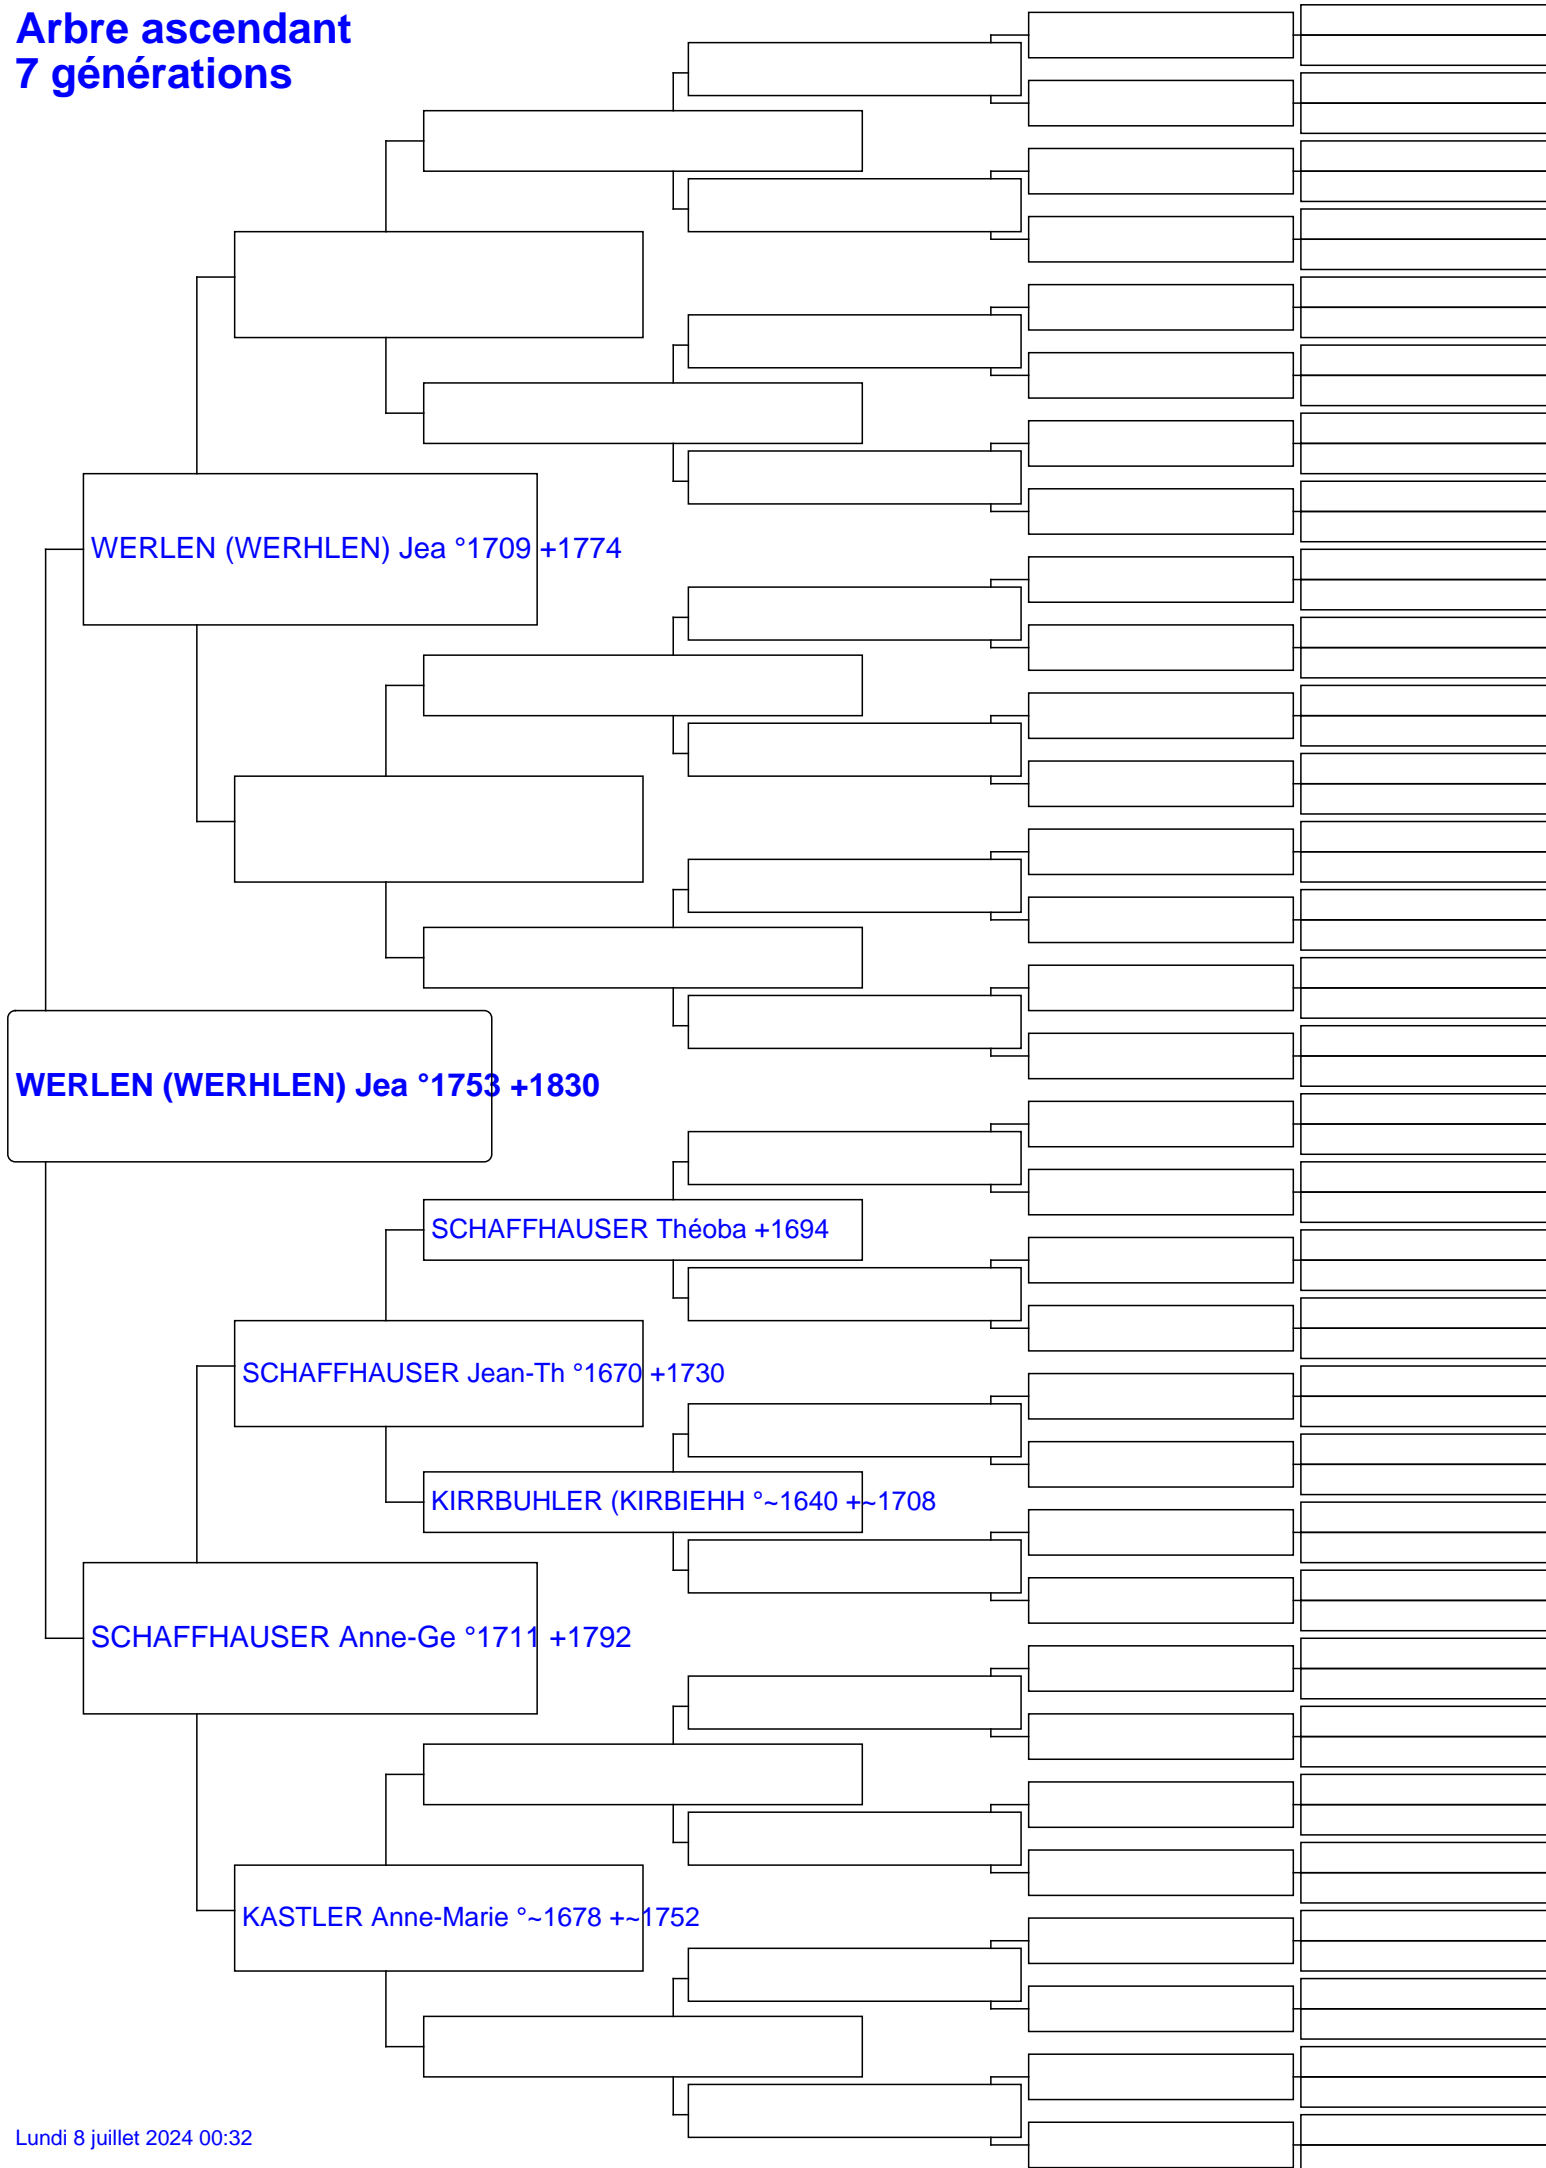 Arbre ascendant
7 générations
WERLEN (WERHLEN) Jea °1709 +1774
WERLEN (WERHLEN) Jea °1753 +1830
SCHAFFHAUSER Théoba +1694
SCHAFFHAUSER Jean-Th °1670 +1730
KIRRBUHLER (KIRBIEHH °~1640 +~1708
SCHAFFHAUSER Anne-Ge °1711 +1792
KASTLER Anne-Marie °~1678 +~1752
Lundi 8 juillet 2024 00:32